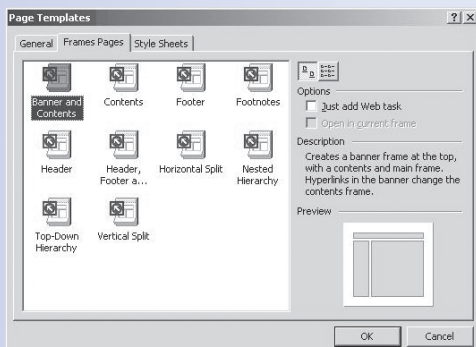 Page Templates
General
Frames Pages
Style Sheets
Banner and
Contents
Contents
Footer
Footnotes
Header
Header,
Footer a...
Horizontal Split
Nested
Hierarchy
Top-Down
Hierarchy
Vertical Split
Options
Just add Web task
Open in current frame
Description
Creates a banner frame at the top,
with a contents and main frame.
Hyperlinks in the banner change the
contents frame.
Preview
OK
Cancel